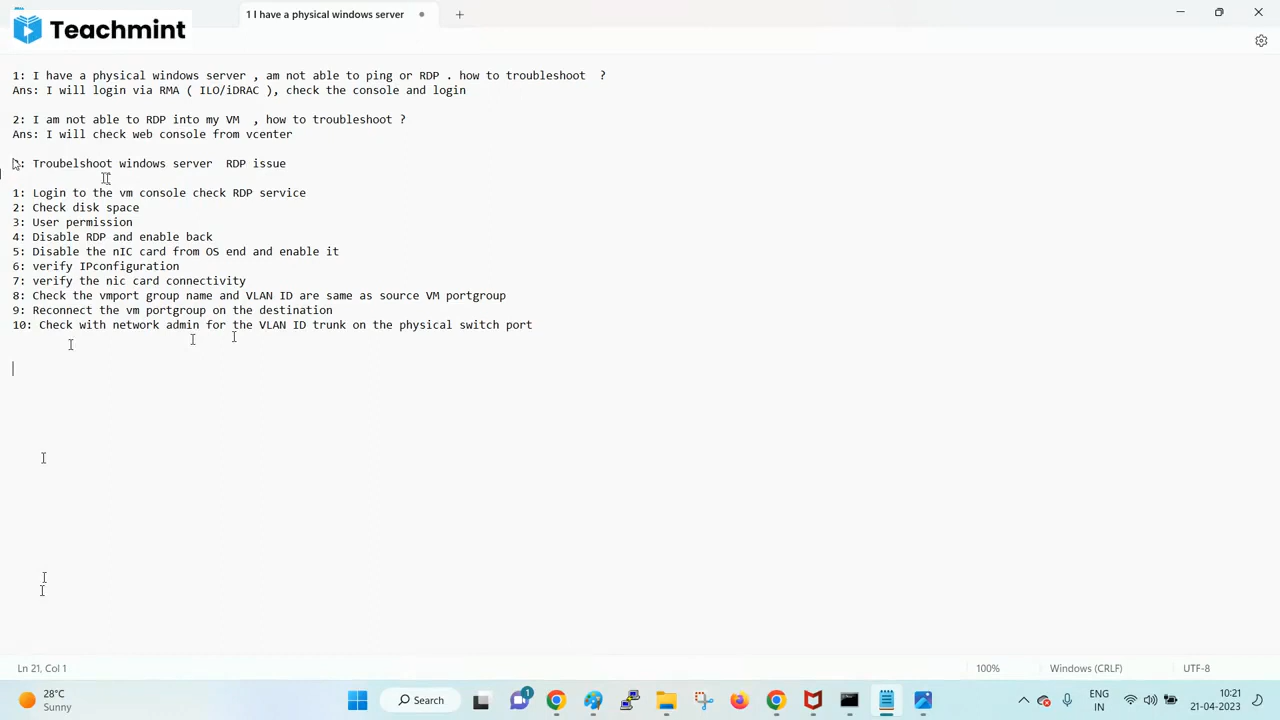 1 I have a physical windows server
Teachmint
1: I have a physical windows server , am not able to ping or RDP . how to troubleshoot ?
Ans: I will login via RMA ( ILO/iDRAC ), check the console and login
2: I am not able to RDP into my VM , how to troubleshoot ?
Ans: I will check web console from vcenter
: Troubelshoot windows server RDP issue
1: Login to the vm console check RDP service
2: Check disk space
3: User permission
4: Disable RDP and enable back
5: Disable the nIC card from OS end and enable it
6: verify IPconfiguration
7: verify the nic card connectivity
8: Check the vmport group name and VLAN ID are same as source VM portgroup
9: Reconnect the vm portgroup on the destination
10: Check with network admin for the VLAN ID trunk on the physical switch port
Ln 21, Col 1
100%
Windows (CRLF)
UTF-8
28°C
Sunny
Search
1
ENG
IN
10:21
21-04-2023